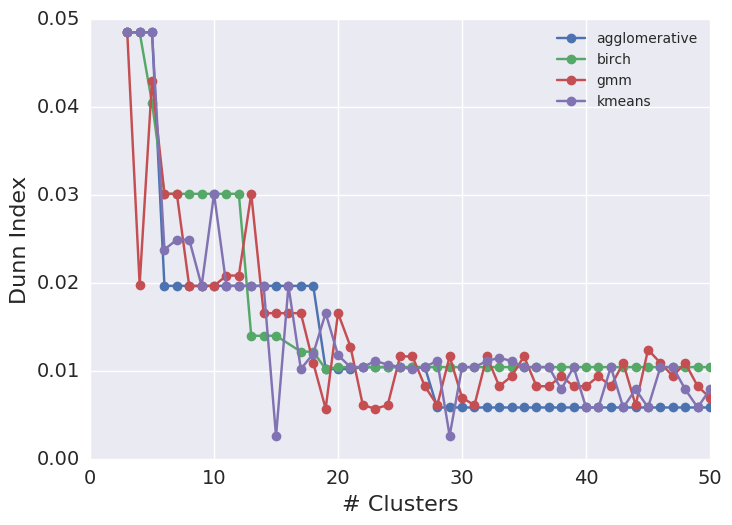 0.05
0.04
0.03
0.02
0.01
0.00
Dunn Index
0 10 20 30 40 50
# Clusters
agglomerative
birch
gmm
kmeans